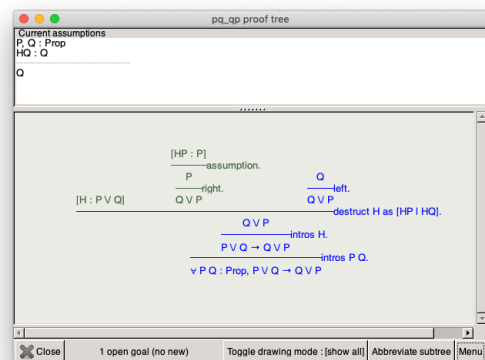 pq_qp proof tree
Current assumptions
P, Q : Prop
HQ : Q
Q
[HP : P]
assumption.
P
Q
right.
left.
[H : P ∨ Q]
Q ∨ P
Q ∨ P
destruct H as [HP | HQ].
Q ∨ P
intros H.
P ∨ Q → Q ∨ P
intros P Q.
∀ P Q : Prop, P ∨ Q → Q ∨ P
Close 1 open goal (no new) Toggle drawing mode : [show all] Abbreviate subtree Menu